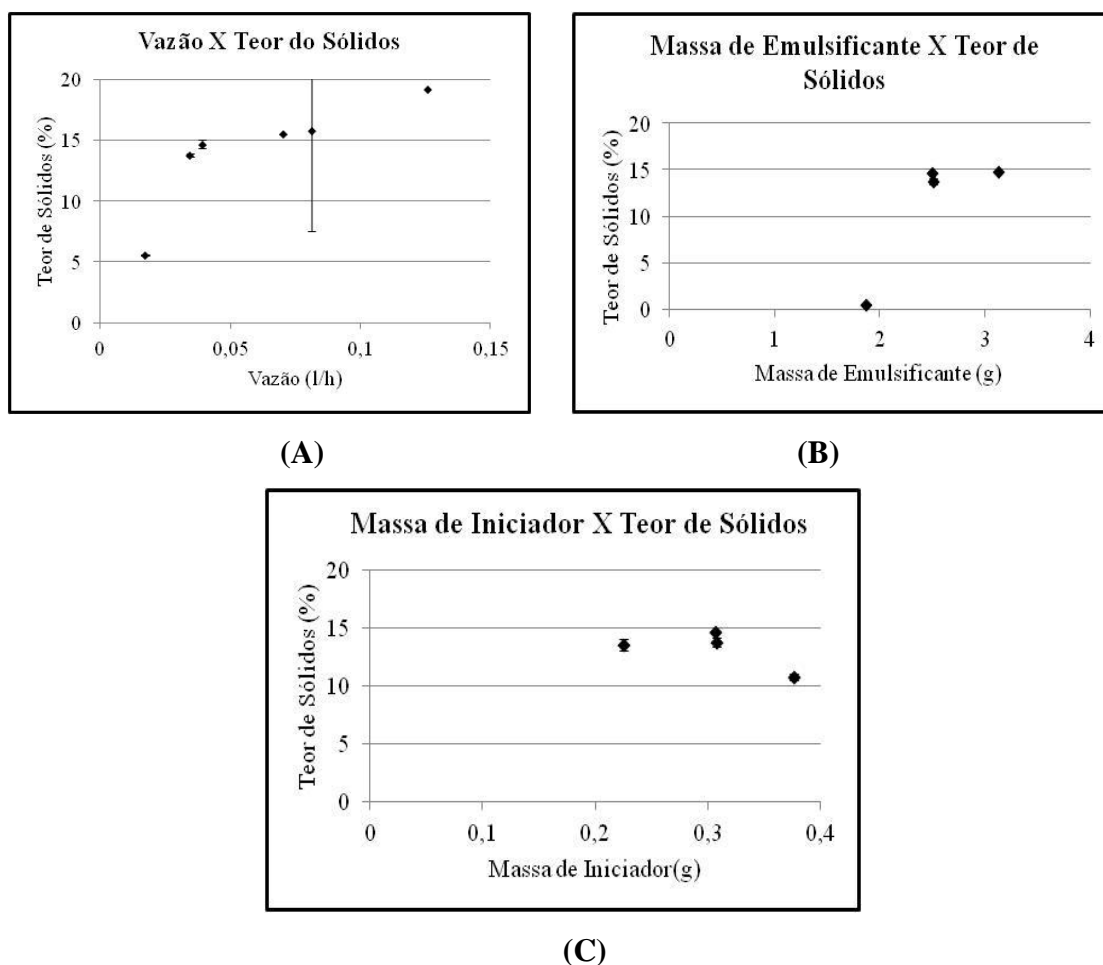 Vazão X Teor do Sólidos
Teor de Sólidos (%)
20
15
10
5
0
0
0,05
0,1
0,15
Vazão (l/h)
(A)
Massa de Emulsificante X Teor de
Sólidos
Teor de Sólidos (%)
20
15
10
5
0
0
1
2
3
4
Massa de Emulsificante (g)
(B)
Massa de Iniciador X Teor de Sólidos
Teor de Sólidos (%)
20
15
10
5
0
0
0,1
0,2
0,3
0,4
Massa de Iniciador(g)
(C)